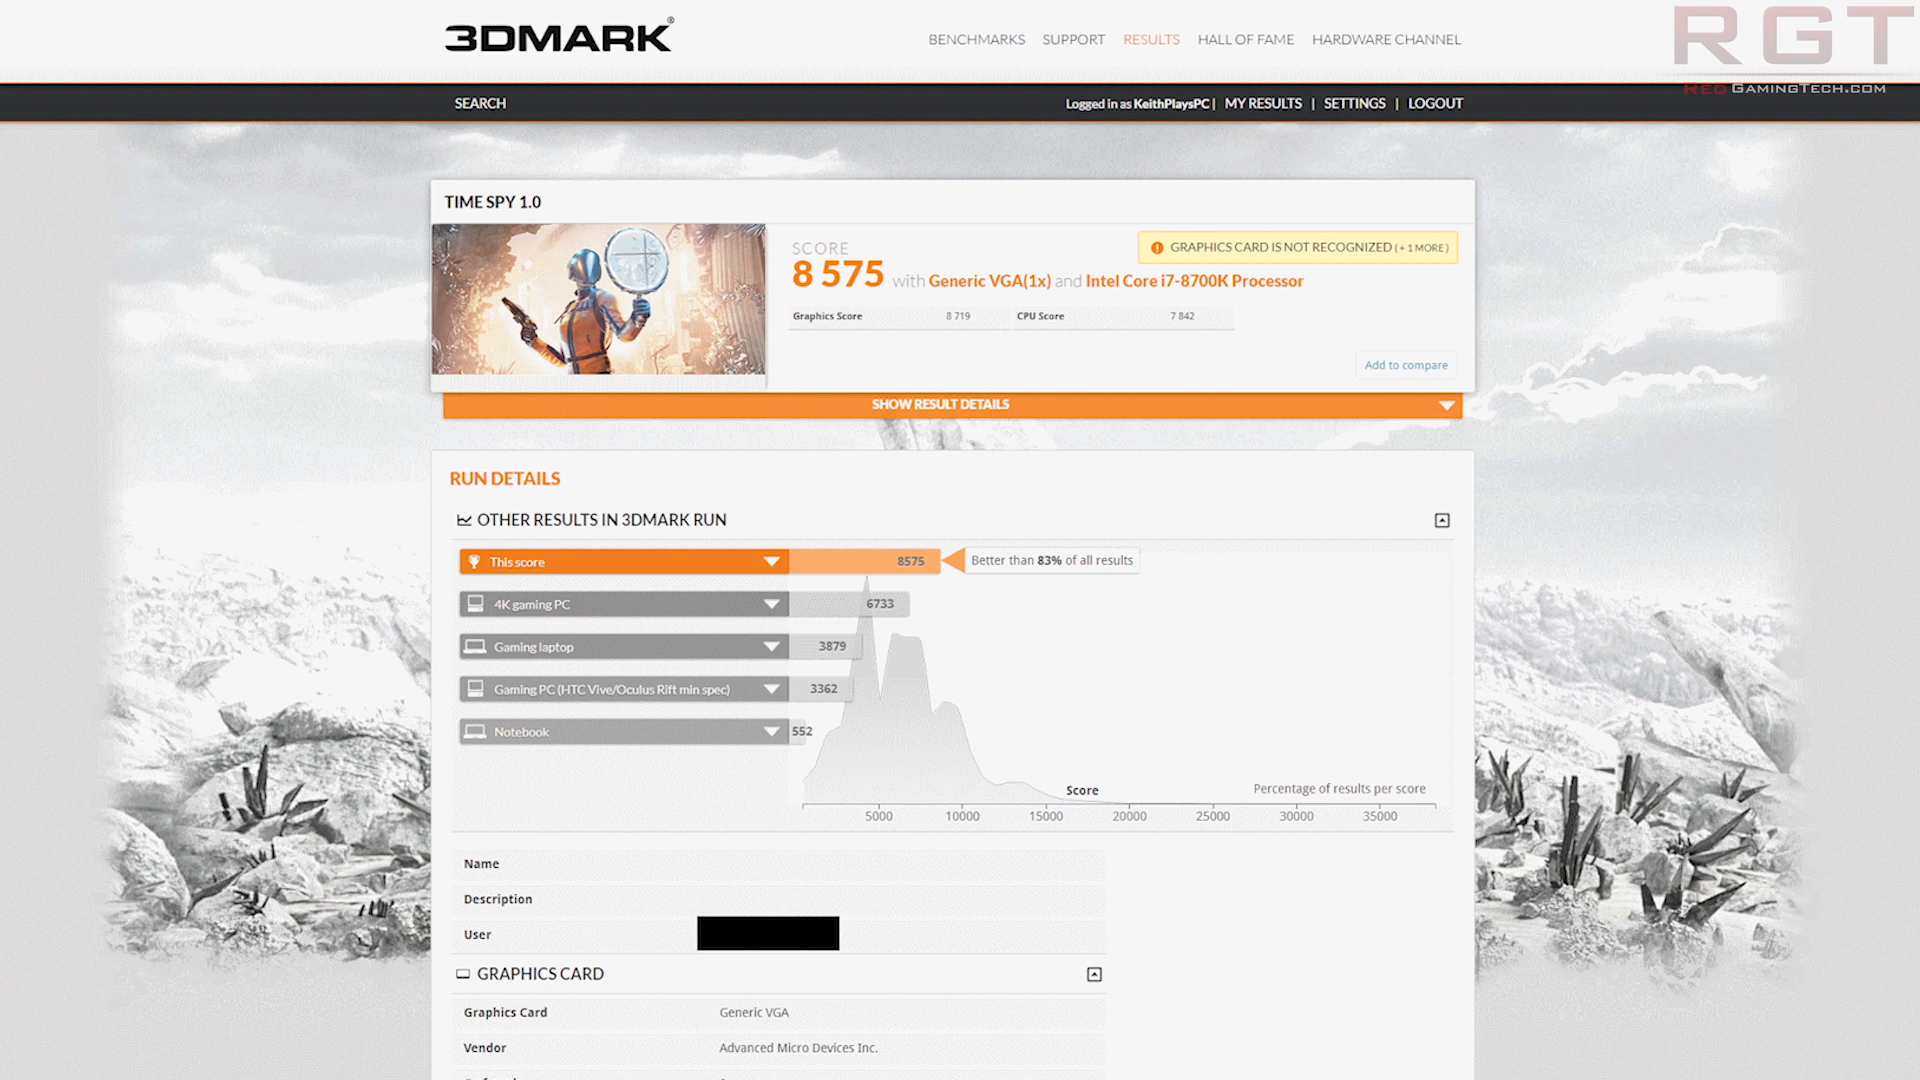 3DMARK®
BENCHMARKS SUPPORT RESULTS HALL OF FAME HARDWARE CHANNEL
RGT
RED GAMINGTECH.COM
SEARCH
Logged in as KeithPlaysPC | MY RESULTS | SETTINGS | LOGOUT
TIME SPY 1.0
SCORE
GRAPHICS CARD IS NOT RECOGNIZED ( + 1 MORE )
8 575 with Generic VGA(1x) and Intel Core i7-8700K Processor
Graphics Score 8 719 CPU Score 7 842
Add to compare
SHOW RESULT DETAILS
RUN DETAILS
OTHER RESULTS IN 3DMARK RUN
This score 8575 Better than 83% of all results
4K gaming PC 6733
Gaming laptop 3879
Gaming PC (HTC Vive/Oculus Rift min spec) 3362
Notebook 552
Score Percentage of results per score
5000 10000 15000 20000 25000 30000 35000
Name
Description
User
GRAPHICS CARD
Graphics Card Generic VGA
Vendor Advanced Micro Devices Inc.